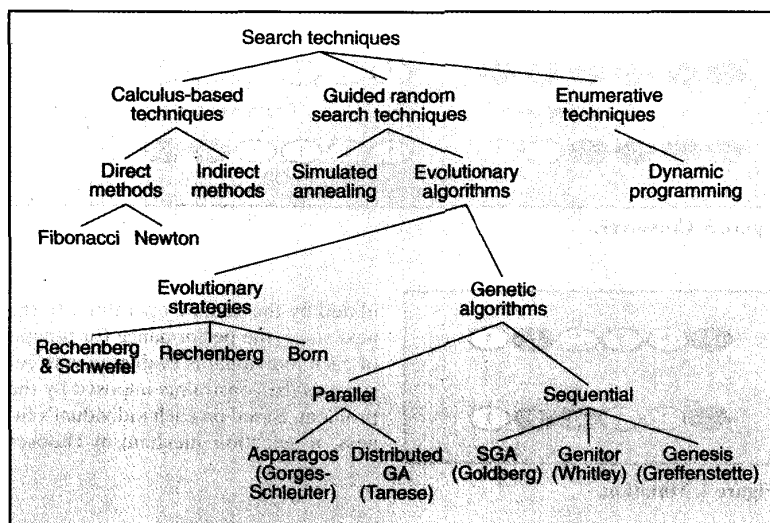 Search techniques
Calculus-based techniques
Guided random search techniques
Enumerative techniques
Direct methods
Indirect methods
Simulated annealing
Evolutionary algorithms
Dynamic programming
Fibonacci
Newton
Evolutionary strategies
Genetic algorithms
Rechenberg & Schwefel
Rechenberg
Born
Parallel
Sequential
Asparagos (Gorges-Schleuter)
Distributed GA (Tanese)
SGA (Goldberg)
Genitor (Whitley)
Genesis (Greffenstette)